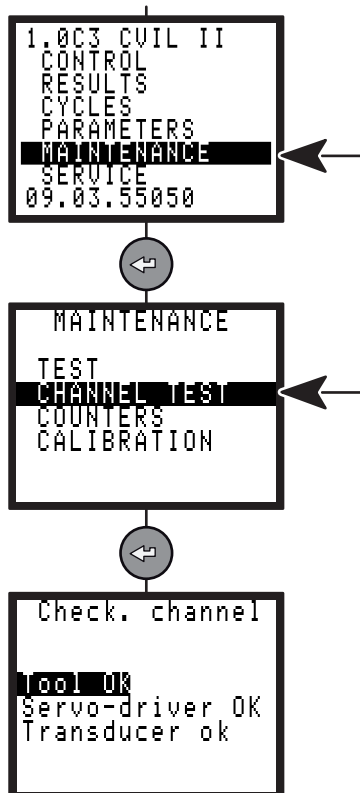 1.0C3 CVIL II
CONTROL
RESULTS
CYCLES
PARAMETERS
MAINTENANCE
SERVICE
09.03.55050
MAINTENANCE
TEST
CHANNEL TEST
COUNTERS
CALIBRATION
Check. channel
Tool OK
Servo-driver OK
Transducer ok